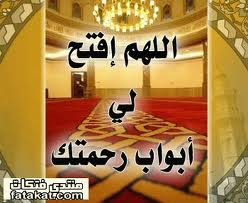 اللهم إفتح
لي
أبواب رحمتك
منتدى فتكات
fatakat.com